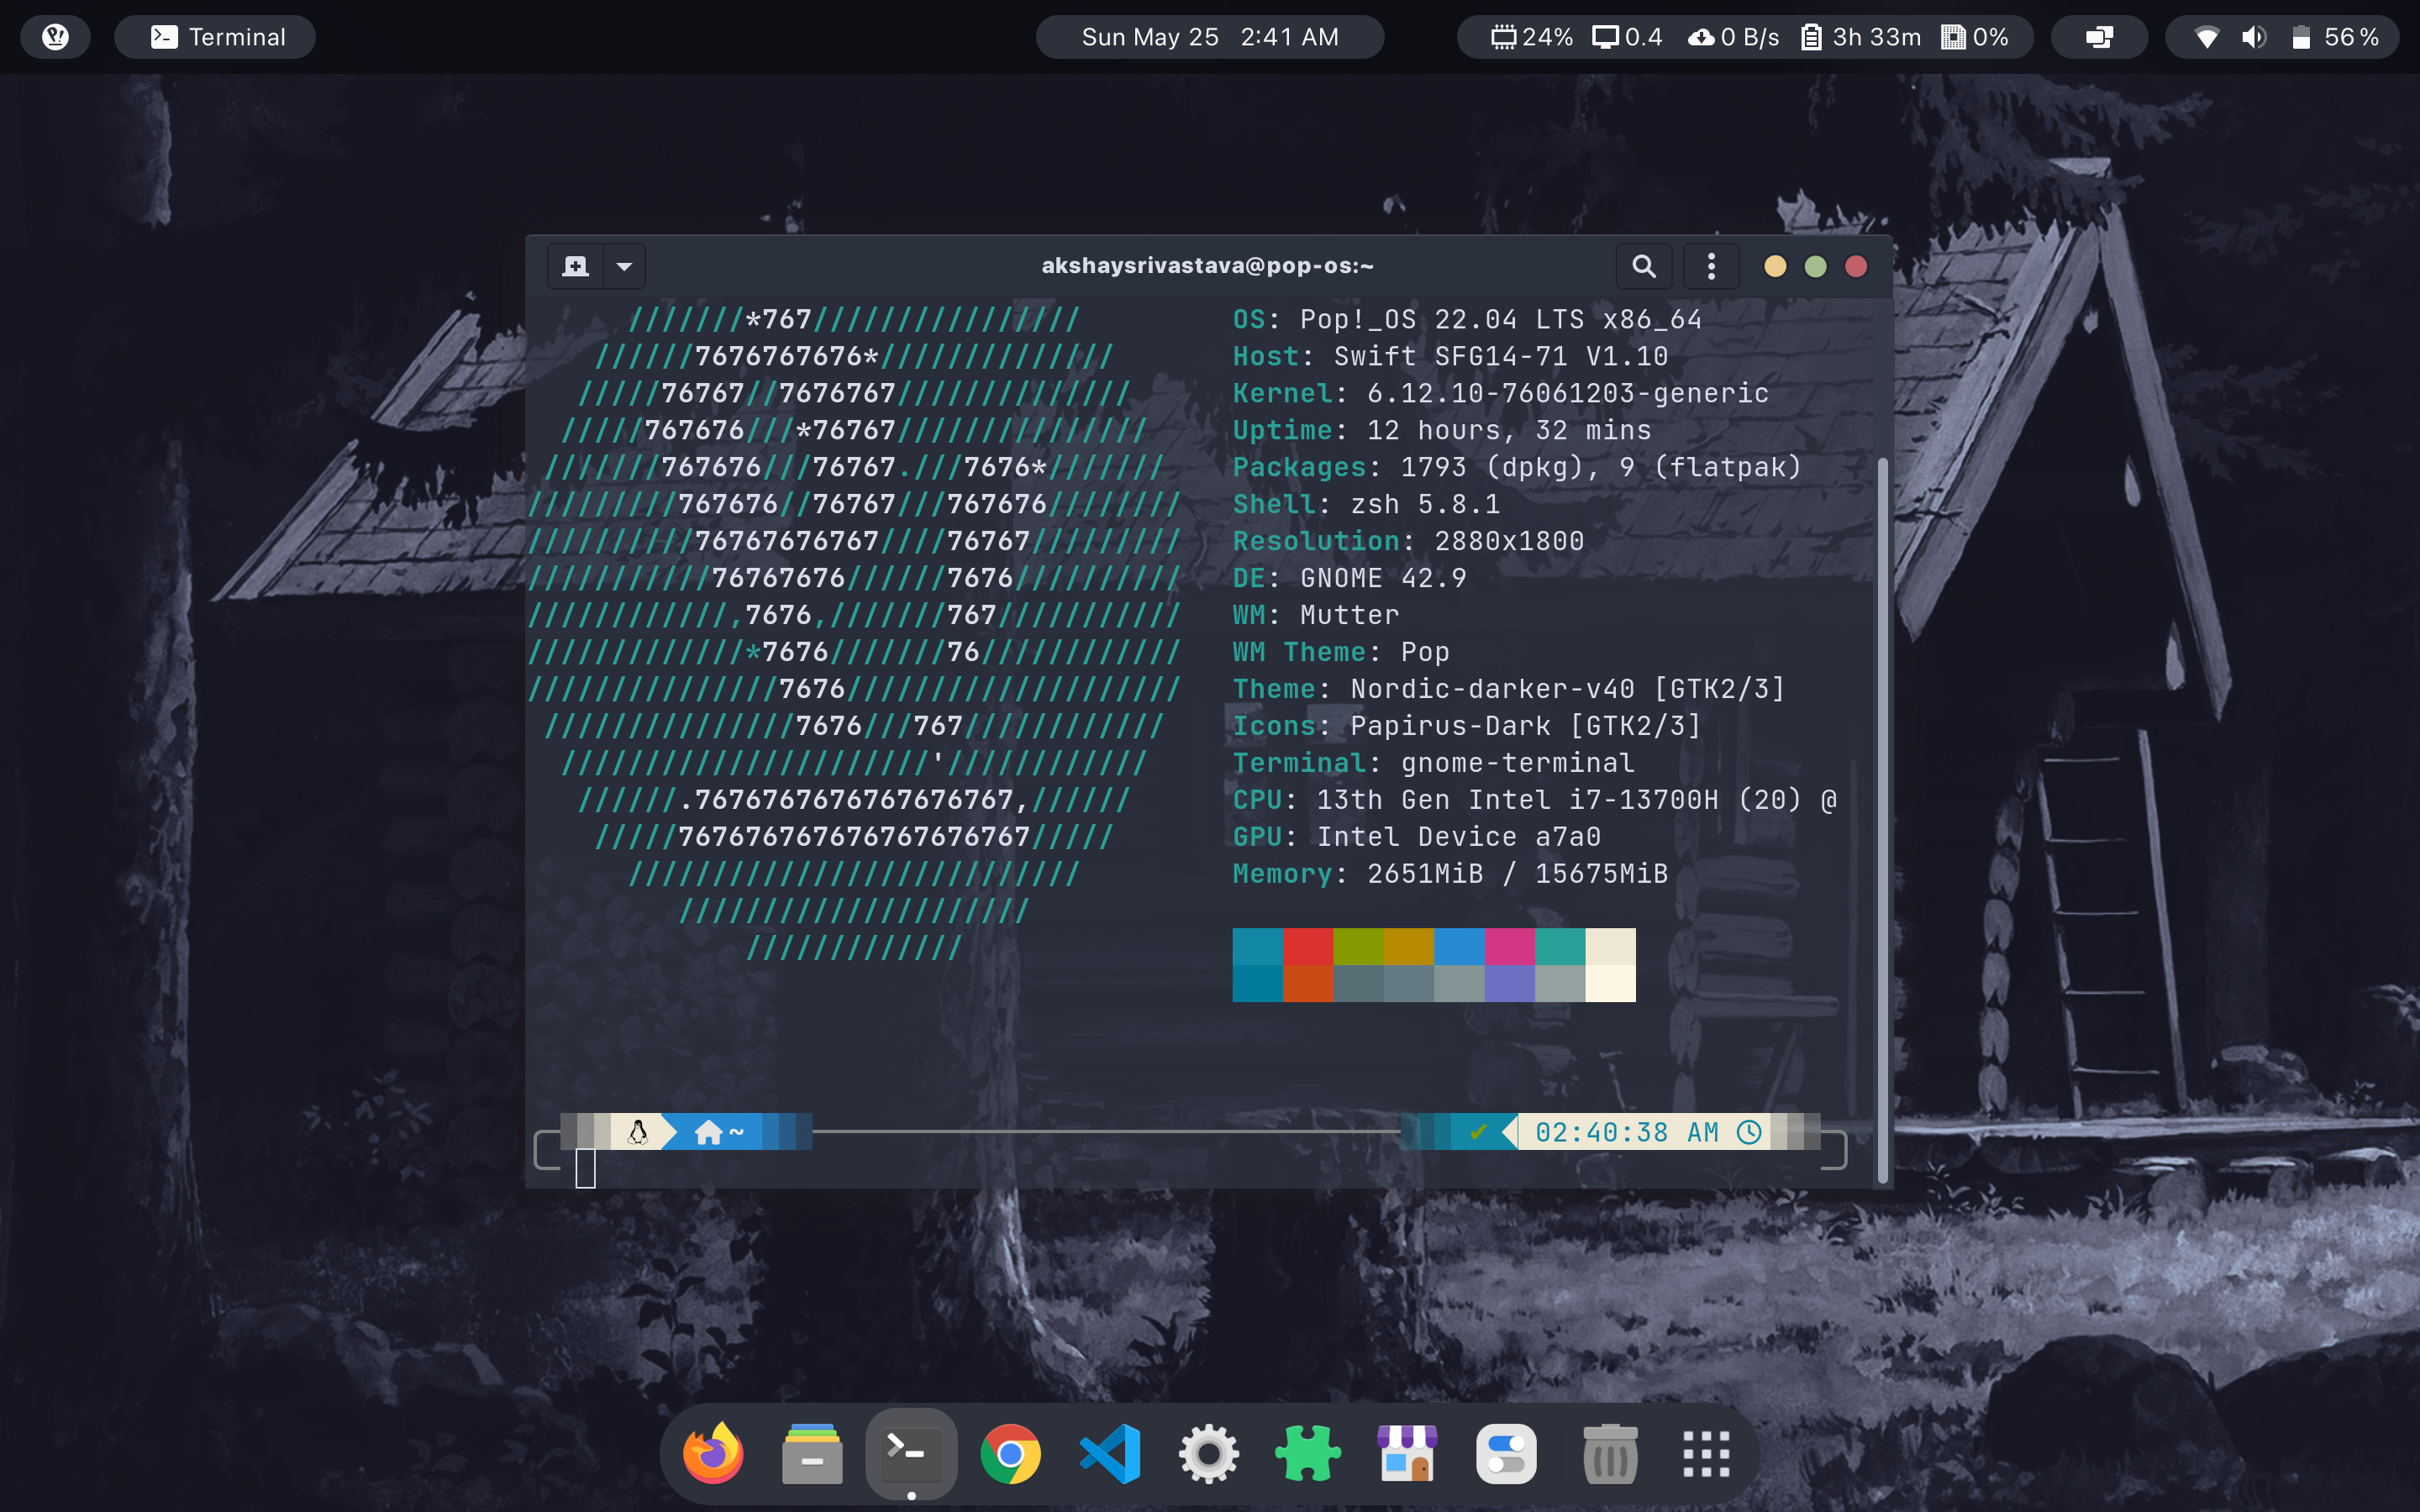 Terminal
Sun May 25 2:41 AM
24% 0.4 0 B/s 3h 33m 0%
56 %
akshaysrivastava@pop-os:~
///////*767////////////////
//////7676767676*//////////////
/////76767//7676767//////////////
/////767676///*76767///////////////
///////767676///76767.///7676*///////
/////////767676//76767///767676////////
//////////76767676767////76767/////////
///////////76767676//////7676//////////
////////////,7676,///////767///////////
/////////////*7676///////76////////////
///////////////7676////////////////////
///////////////7676///767////////////
//////////////////////'////////////
//////.7676767676767676767,//////
/////767676767676767676767/////
///////////////////////////
/////////////////////
/////////////
OS: Pop!_OS 22.04 LTS x86_64
Host: Swift SFG14-71 V1.10
Kernel: 6.12.10-76061203-generic
Uptime: 12 hours, 32 mins
Packages: 1793 (dpkg), 9 (flatpak)
Shell: zsh 5.8.1
Resolution: 2880x1800
DE: GNOME 42.9
WM: Mutter
WM Theme: Pop
Theme: Nordic-darker-v40 [GTK2/3]
Icons: Papirus-Dark [GTK2/3]
Terminal: gnome-terminal
CPU: 13th Gen Intel i7-13700H (20) @
GPU: Intel Device a7a0
Memory: 2651MiB / 15675MiB
~ ✔ 02:40:38 AM